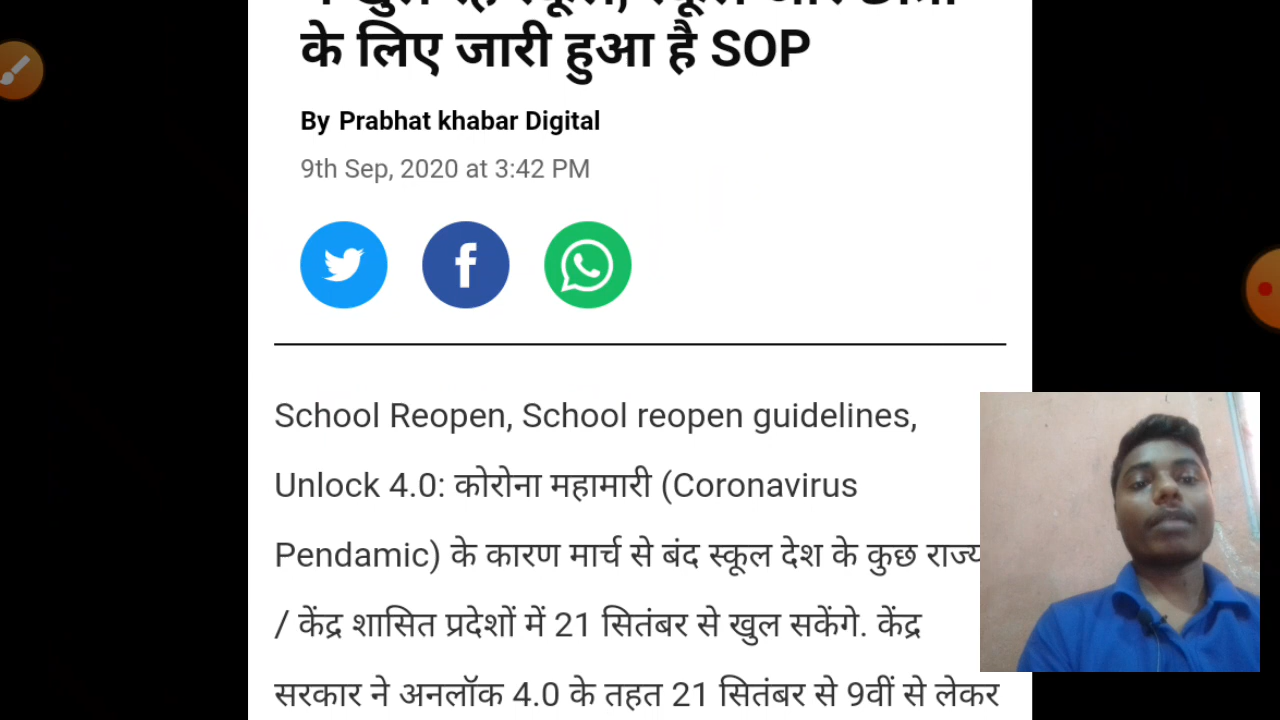 के लिए जारी हुआ है SOP
By Prabhat khabar Digital
9th Sep, 2020 at 3:42 PM
School Reopen, School reopen guidelines,
Unlock 4.0: कोरोना महामारी (Coronavirus
Pendamic) के कारण मार्च से बंद स्कूल देश के कुछ राज्य
/ केंद्र शासित प्रदेशों में 21 सितंबर से खुल सकेंगे. केंद्र
सरकार ने अनलॉक 4.0 के तहत 21 सितंबर से 9वीं से लेकर